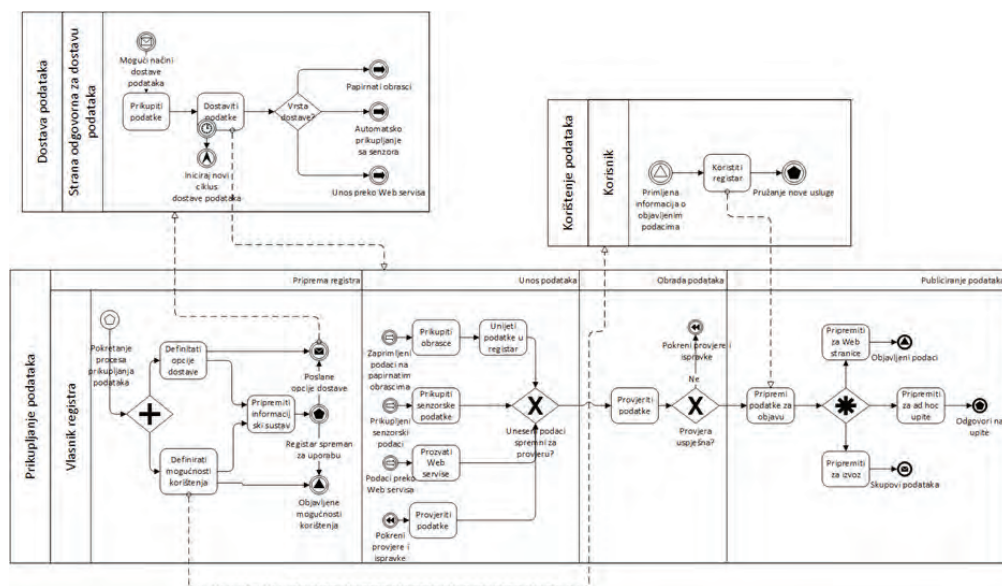 Dostava podataka
Strana odgovorna za dostavu
podataka
Mogući načini
dostave
podataka
Prikupiti
podatke
Dostaviti
podatke
Iniciraj novi
ciklus
dostave podataka
Vrsta
dostave?
Papirnati obrasci
Automatsko
prikupljanje
sa senzora
Unos preko Web servisa
Korištenje podataka
Korisnik
Primljena
informacija o
objavljenim
podacima
Koristiti
registar
Pružanje nove usluge
Prikupljanje podataka
Vlasnik registra
Priprema registra
Unos podataka
Obrada podataka
Publiciranje podataka
Pokretanje
procesa
prikupljanja
podataka
Definitati
opcije
dostave
Definirati
mogućnosti
korištenja
Pripremiti
informacij
ski sustav
Poslane
opcije dostave
Registar spreman
za uporabu
Objavljene
mogućnosti
korištenja
Zaprimljeni
podaci na
papirnatim
obrascima
Prikupiti
obrasce
Unijeti
podatke u
registar
Prikupljeni
senzorski
podaci
Prikupiti
senzorske
podatke
Podaci preko
Web servisa
Prozvati
Web
servise
Pokreni
provjere i
ispravke
Provjeriti
podatke
Uneseni podaci
spremni za
provjeru?
Provjeriti
podatke
Pokreni provjere i
ispravke
Ne
Provjera
uspješna?
Pripremi
podatke za
objavu
Pripremiti
za Web
stranice
Objavljeni podaci
Pripremiti
za ad hoc
upite
Odgovori na
upite
Pripremiti
za izvoz
Skupovi podataka